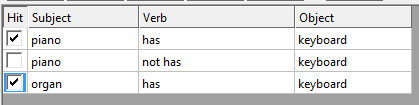 Hit Subject Verb Object
piano has keyboard
piano not has keyboard
organ has keyboard